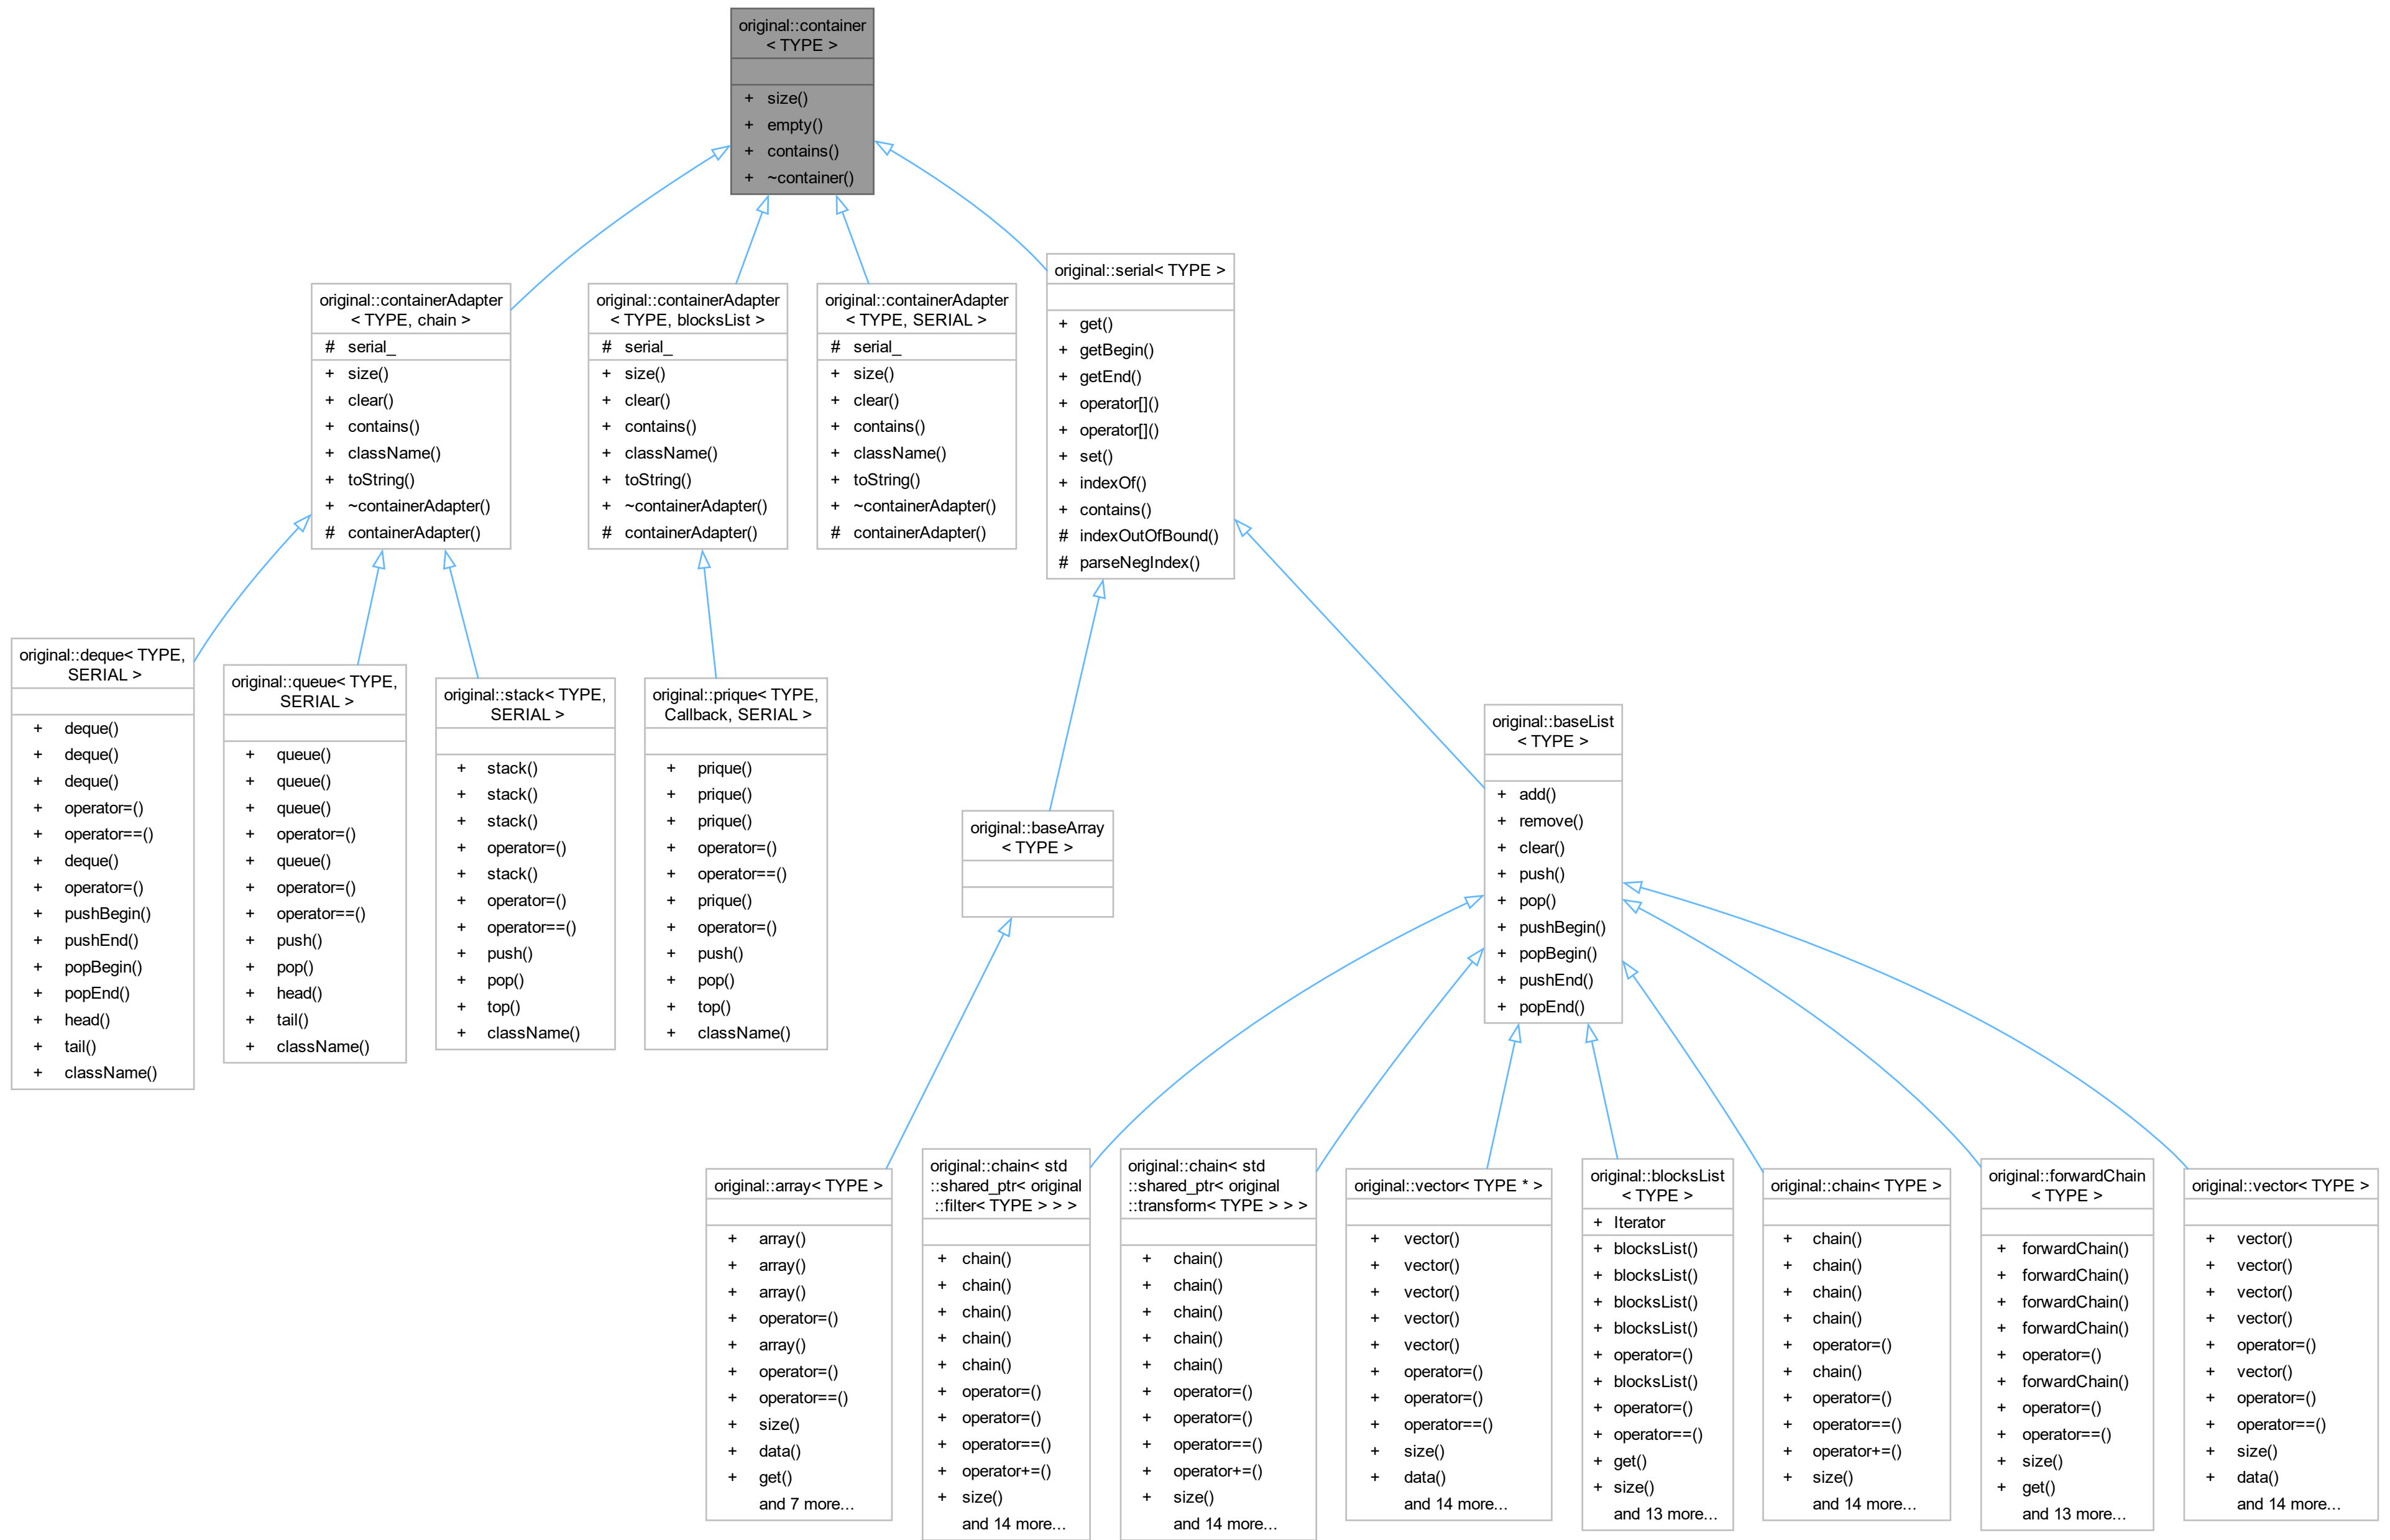 original::container
< TYPE >
+ size()
+ empty()
+ contains()
+ ~container()
original::containerAdapter
< TYPE, chain >
# serial_
+ size()
+ clear()
+ contains()
+ className()
+ toString()
+ ~containerAdapter()
# containerAdapter()
original::containerAdapter
< TYPE, blocksList >
# serial_
+ size()
+ clear()
+ contains()
+ className()
+ toString()
+ ~containerAdapter()
# containerAdapter()
original::containerAdapter
< TYPE, SERIAL >
# serial_
+ size()
+ clear()
+ contains()
+ className()
+ toString()
+ ~containerAdapter()
# containerAdapter()
original::serial< TYPE >
+ get()
+ getBegin()
+ getEnd()
+ operator[]()
+ operator[]()
+ set()
+ indexOf()
+ contains()
# indexOutOfBound()
# parseNegIndex()
original::deque< TYPE,
SERIAL >
+ deque()
+ deque()
+ deque()
+ operator=()
+ operator==()
+ deque()
+ operator=()
+ pushBegin()
+ pushEnd()
+ popBegin()
+ popEnd()
+ head()
+ tail()
+ className()
original::queue< TYPE,
SERIAL >
+ queue()
+ queue()
+ queue()
+ operator=()
+ queue()
+ operator=()
+ operator==()
+ push()
+ pop()
+ head()
+ tail()
+ className()
original::stack< TYPE,
SERIAL >
+ stack()
+ stack()
+ stack()
+ operator=()
+ stack()
+ operator=()
+ operator==()
+ push()
+ pop()
+ top()
+ className()
original::prique< TYPE,
Callback, SERIAL >
+ prique()
+ prique()
+ prique()
+ operator=()
+ operator==()
+ prique()
+ operator=()
+ push()
+ pop()
+ top()
+ className()
original::baseArray
< TYPE >
original::baseList
< TYPE >
+ add()
+ remove()
+ clear()
+ push()
+ pop()
+ pushBegin()
+ popBegin()
+ pushEnd()
+ popEnd()
original::array< TYPE >
+ array()
+ array()
+ array()
+ operator=()
+ array()
+ operator=()
+ operator==()
+ size()
+ data()
+ get()
and 7 more...
original::chain< std
::shared_ptr< original
::filter< TYPE > > >
+ chain()
+ chain()
+ chain()
+ chain()
+ chain()
+ operator=()
+ operator=()
+ operator==()
+ operator+=()
+ size()
and 14 more...
original::chain< std
::shared_ptr< original
::transform< TYPE > > >
+ chain()
+ chain()
+ chain()
+ chain()
+ chain()
+ operator=()
+ operator=()
+ operator==()
+ operator+=()
+ size()
and 14 more...
original::vector< TYPE * >
+ vector()
+ vector()
+ vector()
+ vector()
+ vector()
+ operator=()
+ operator=()
+ operator==()
+ size()
+ data()
and 14 more...
original::blocksList
< TYPE >
+ Iterator
+ blocksList()
+ blocksList()
+ blocksList()
+ blocksList()
+ operator=()
+ blocksList()
+ operator=()
+ operator==()
+ get()
+ size()
and 13 more...
original::chain< TYPE >
+ chain()
+ chain()
+ chain()
+ chain()
+ operator=()
+ chain()
+ operator=()
+ operator==()
+ operator+=()
+ size()
and 14 more...
original::forwardChain
< TYPE >
+ forwardChain()
+ forwardChain()
+ forwardChain()
+ forwardChain()
+ operator=()
+ forwardChain()
+ operator=()
+ operator==()
+ size()
+ get()
and 13 more...
original::vector< TYPE >
+ vector()
+ vector()
+ vector()
+ vector()
+ operator=()
+ vector()
+ operator=()
+ operator==()
+ size()
+ data()
and 14 more...